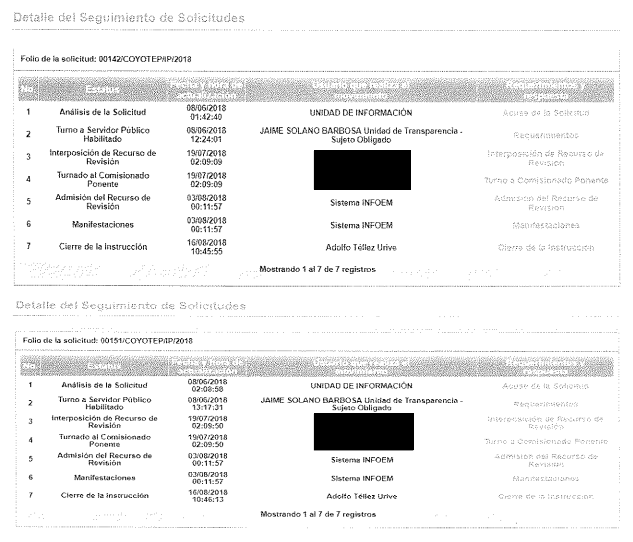 Detalle del Seguimiento de Solicitudes
Folio de la solicitud: 00142/COYOTEP/IP/2018
No. Estatus Fecha y hora de Usuario que realiza el Requerimientos y
1 Análisis de la Solicitud 08/06/2018 01:42:40 UNIDAD DE INFORMACIÓN Acuse de la Solicitud
2 Turno a Servidor Público Habilitado 08/06/2018 12:24:01 JAIME SOLANO BARBOSA Unidad de Transparencia - Sujeto Obligado Requerimientos
3 Interposición de Recurso de Revisión 19/07/2018 02:09:09 Interposición de Recurso de Revisión
4 Turnado al Comisionado Ponente 19/07/2018 02:09:09 Turno a Comisionado Ponente
5 Admisión del Recurso de Revisión 03/08/2018 00:11:57 Sistema INFOEM Admisión del Recurso de Revisión
6 Manifestaciones 03/08/2018 00:11:57 Sistema INFOEM Manifestaciones
7 Cierre de la Instrucción 16/08/2018 10:45:55 Adolfo Téllez Urive Cierre de la Instrucción
Mostrando 1 al 7 de 7 registros
Detalle del Seguimiento de Solicitudes
Folio de la solicitud: 00151/COYOTEP/IP/2018
No. Estatus Fecha y hora de Usuario que realiza el Requerimientos y
1 Análisis de la Solicitud 08/06/2018 02:08:58 UNIDAD DE INFORMACIÓN Acuse de la Solicitud
2 Turno a Servidor Público Habilitado 08/06/2018 13:17:31 JAIME SOLANO BARBOSA Unidad de Transparencia - Sujeto Obligado Requerimientos
3 Interposición de Recurso de Revisión 19/07/2018 02:09:50 Interposición de Recurso de Revisión
4 Turnado al Comisionado Ponente 19/07/2018 02:09:50 Turno a Comisionado Ponente
5 Admisión del Recurso de Revisión 03/08/2018 00:11:57 Sistema INFOEM Admisión del Recurso de Revisión
6 Manifestaciones 03/08/2018 00:11:57 Sistema INFOEM Manifestaciones
7 Cierre de la Instrucción 16/08/2018 10:46:13 Adolfo Téllez Urive Cierre de la Instrucción
Mostrando 1 al 7 de 7 registros